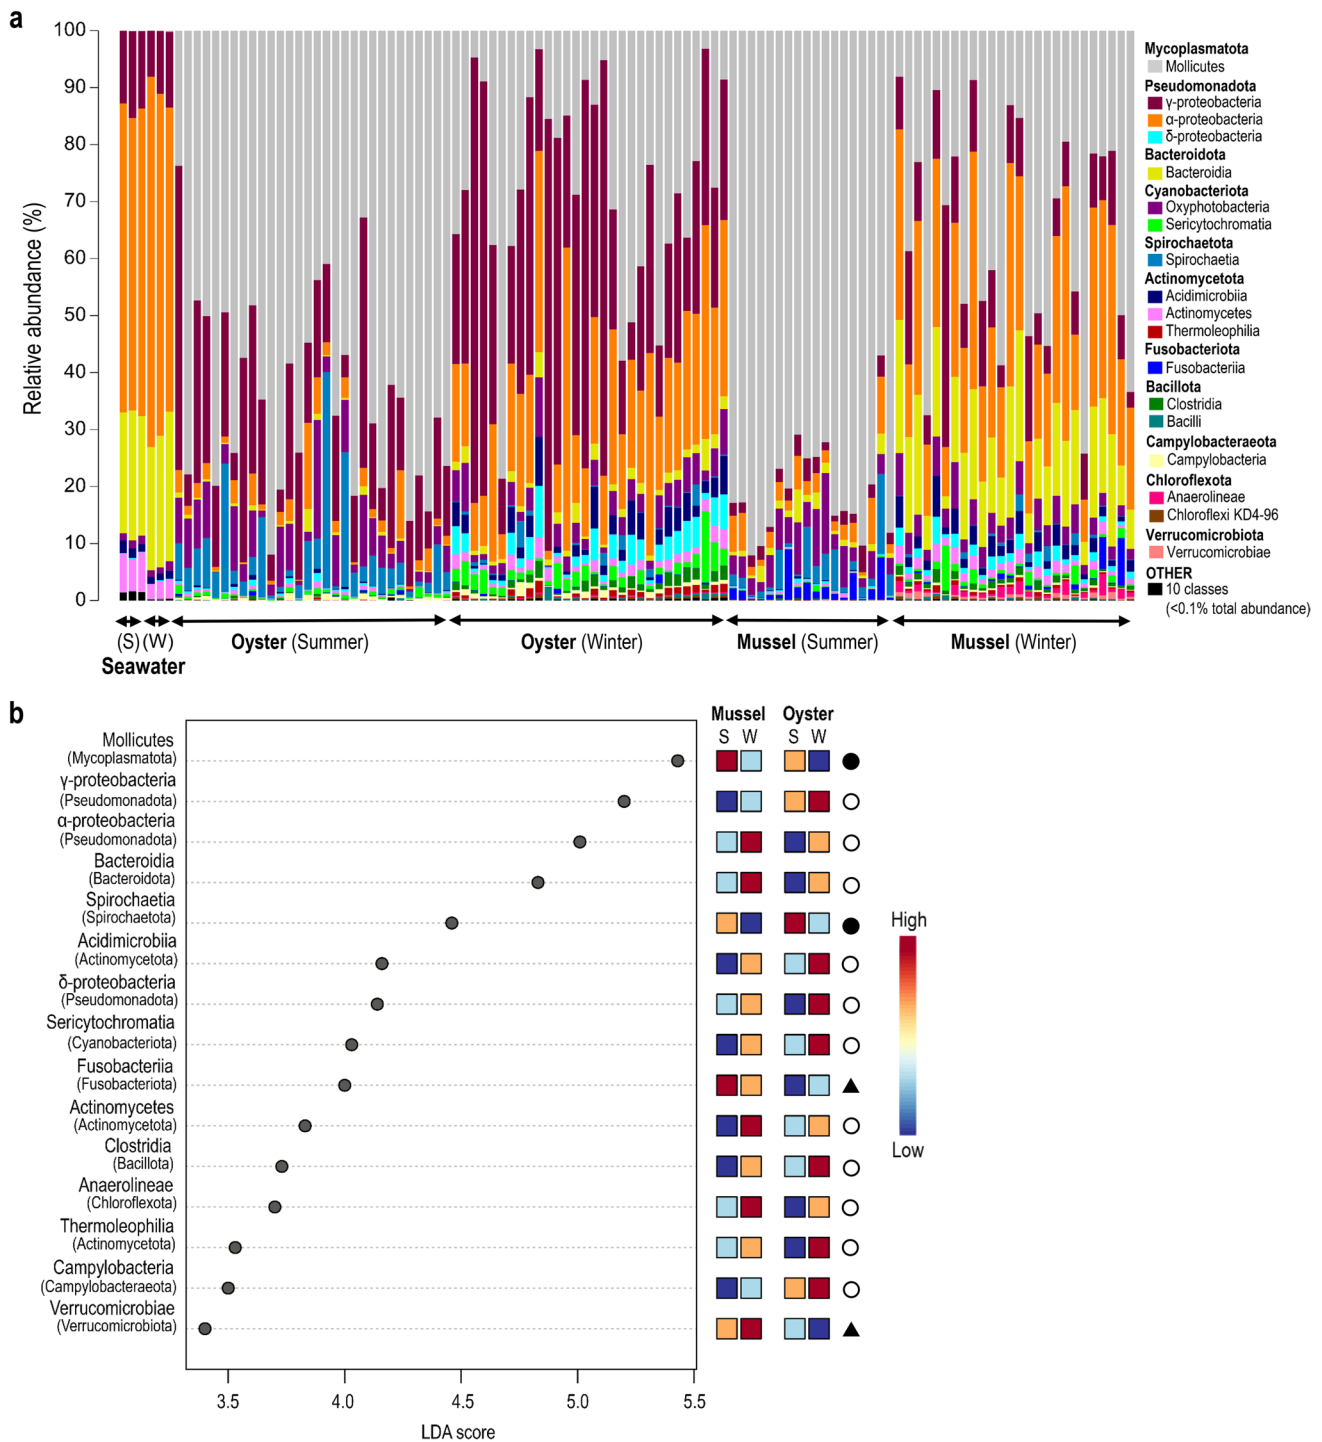 a
Relative abundance (%)
100
90
80
70
60
50
40
30
20
10
0
(S) (W)
Seawater
Oyster (Summer)
Oyster (Winter)
Mussel (Summer)
Mussel (Winter)
Mycoplasmatota
Mollicutes
Pseudomonadota
γ-proteobacteria
α-proteobacteria
δ-proteobacteria
Bacteroidota
Bacteroidia
Cyanobacteriota
Oxyphotobacteria
Sericytochromatia
Spirochaetota
Spirochaetia
Actinomycetota
Acidimicrobiia
Actinomycetes
Thermoleophilia
Fusobacteriota
Fusobacteriia
Bacillota
Clostridia
Bacilli
Campylobacteraeota
Campylobacteria
Chloroflexota
Anaerolineae
Chloroflexi KD4-96
Verrucomicrobiota
Verrucomicrobiae
OTHER
10 classes
(<0.1% total abundance)
b
Mussel Oyster
S W S W
Mollicutes
(Mycoplasmatota)
γ-proteobacteria
(Pseudomonadota)
α-proteobacteria
(Pseudomonadota)
Bacteroidia
(Bacteroidota)
Spirochaetia
(Spirochaetota)
Acidimicrobiia
(Actinomycetota)
δ-proteobacteria
(Pseudomonadota)
Sericytochromatia
(Cyanobacteriota)
Fusobacteriia
(Fusobacteriota)
Actinomycetes
(Actinomycetota)
Clostridia
(Bacillota)
Anaerolineae
(Chloroflexota)
Thermoleophilia
(Actinomycetota)
Campylobacteria
(Campylobacteraeota)
Verrucomicrobiae
(Verrucomicrobiota)
3.5 4.0 4.5 5.0 5.5
LDA score
High
Low